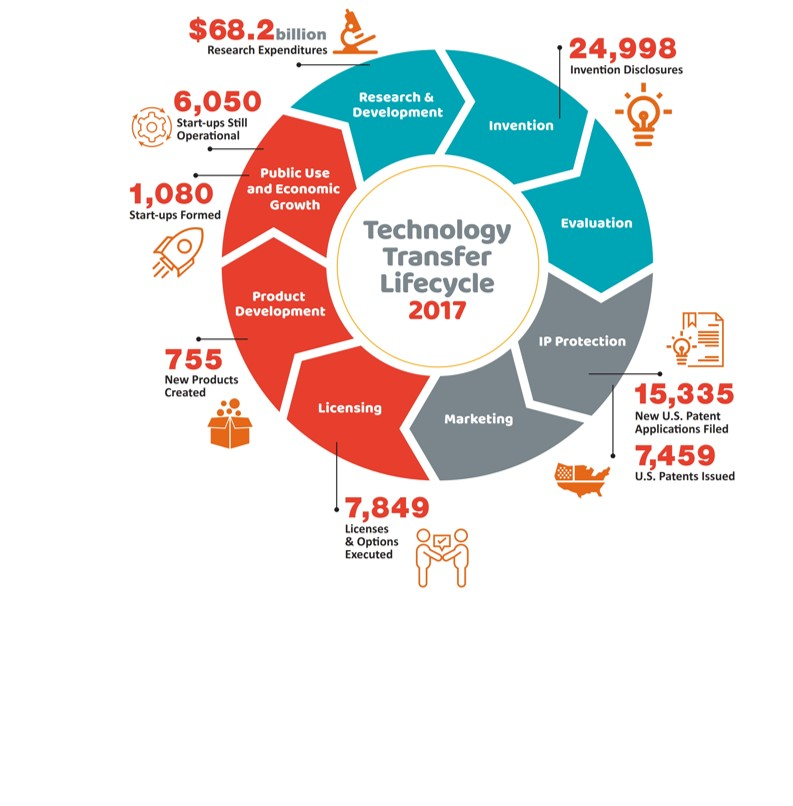 $68.2billion
Research Expenditures
24,998
Invention Disclosures
6,050
Start-ups Still
Operational
1,080
Start-ups Formed
Research &
Development
Invention
Public Use
and Economic
Growth
Evaluation
Technology
Transfer
Lifecycle
2017
Product
Development
IP Protection
755
New Products
Created
15,335
New U.S. Patent
Applications Filed
7,459
U.S. Patents Issued
Licensing
Marketing
7,849
Licenses
& Options
Executed